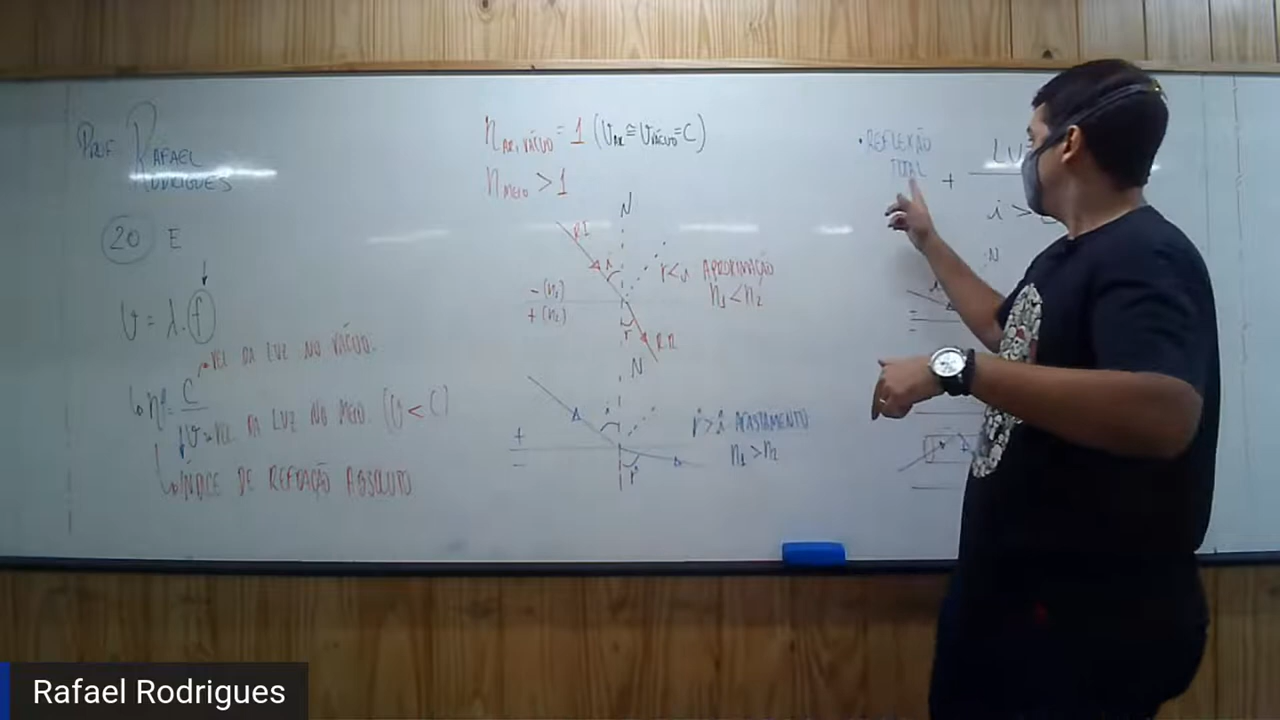 PROF. RAFAEL
RODRIGUES
20 E
v = λ . f
VEL DA LUZ NO VÁCUO.
n = C
v → VEL. DA LUZ NO MEIO. (v < C)
ÍNDICE DE REFRAÇÃO ABSOLUTO
n AR, VÁCUO = 1 (v AR ≅ v VÁCUO = C)
n MEIO > 1
N
RI
i
r < i APROXIMAÇÃO
n1 < n2
- (n1)
+ (n2)
r
RR
N
i
r > i AFASTAMENTO
n1 > n2
+
-
r
• REFLEXÃO
TOTAL
+
i >
N
Rafael Rodrigues